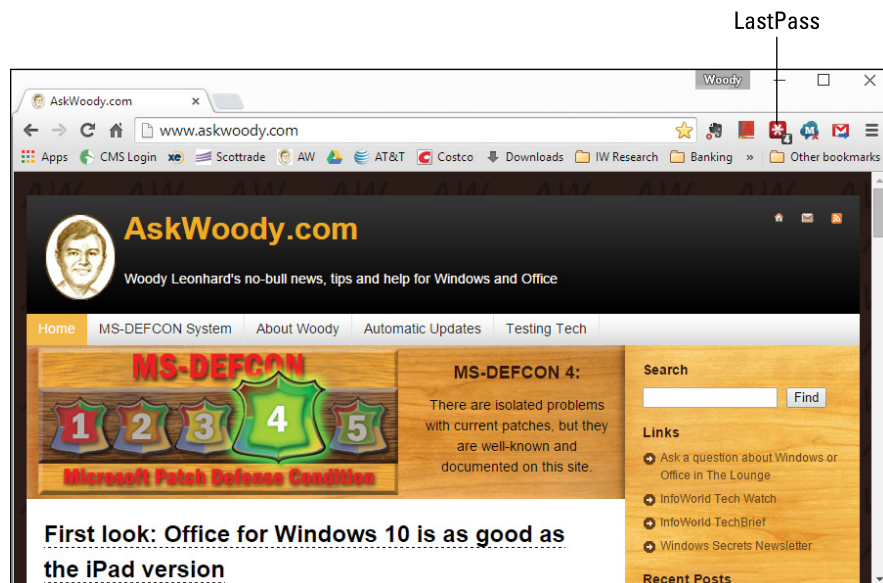 LastPass
Woody
AskWoody.com
www.askwoody.com
Apps CMS Login xe) Scottrade AW AT&T Costco Downloads IW Research Banking » Other bookmarks
AskWoody.com
Woody Leonhard's no-bull news, tips and help for Windows and Office
Home MS-DEFCON System About Woody Automatic Updates Testing Tech
MS-DEFCON
1 2 3 4 5
Microsoft Patch Defense Condition
MS-DEFCON 4:
There are isolated problems
with current patches, but they
are well-known and
documented on this site.
Search
Find
Links
Ask a question about Windows or
Office in The Lounge
InfoWorld Tech Watch
InfoWorld TechBrief
Windows Secrets Newsletter
Recent Posts
First look: Office for Windows 10 is as good as
the iPad version